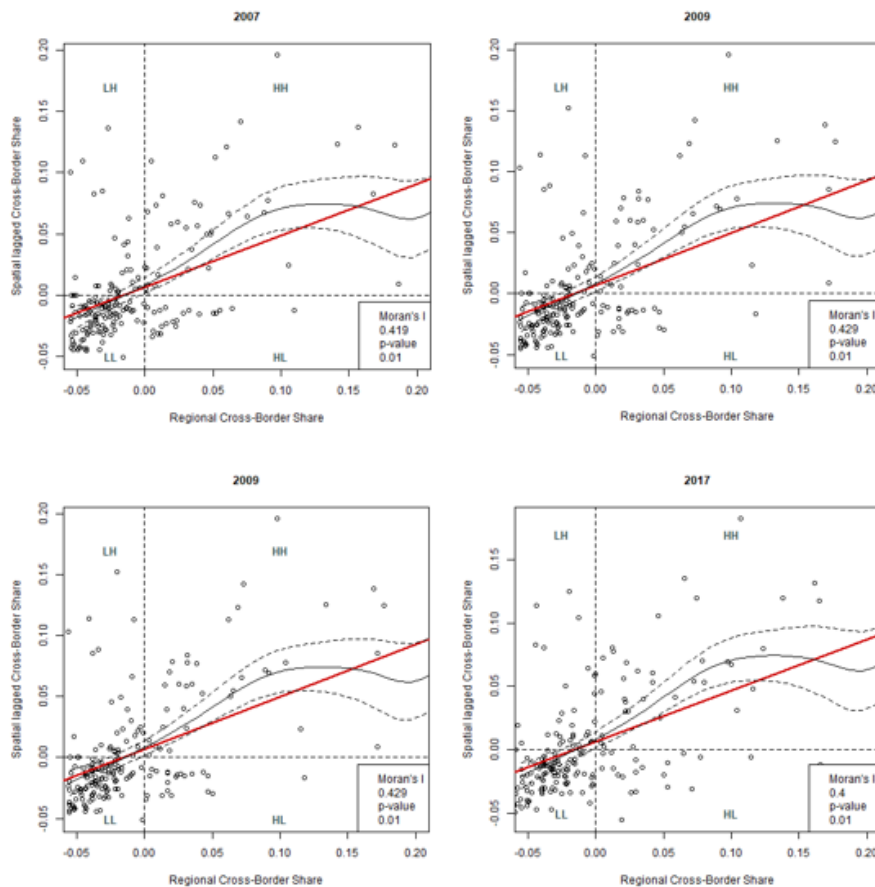 2007
Spatial lagged Cross-Border Share
0.20
0.15
0.10
0.05
0.00
-0.05
LH
HH
LL
HL
Moran's I
0.419
p-value
0.01
-0.05 0.00 0.05 0.10 0.15 0.20
Regional Cross-Border Share
2009
Spatial lagged Cross-Border Share
0.20
0.15
0.10
0.05
0.00
-0.05
LH
HH
LL
HL
Moran's I
0.429
p-value
0.01
-0.05 0.00 0.05 0.10 0.15 0.20
Regional Cross-Border Share
2009
Spatial lagged Cross-Border Share
0.20
0.15
0.10
0.05
0.00
-0.05
LH
HH
LL
HL
Moran's I
0.429
p-value
0.01
-0.05 0.00 0.05 0.10 0.15 0.20
Regional Cross-Border Share
2017
Spatial lagged Cross-Border Share
0.15
0.10
0.05
0.00
-0.05
LH
HH
LL
HL
Moran's I
0.4
p-value
0.01
-0.05 0.00 0.05 0.10 0.15 0.20
Regional Cross-Border Share